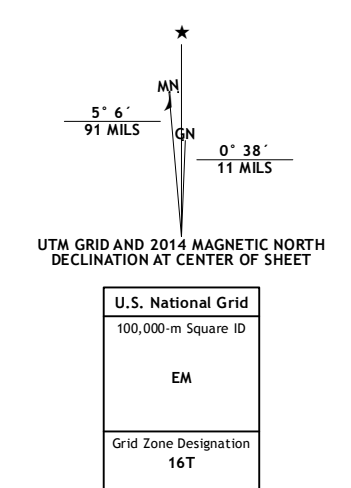 ★
MN
5° 6´
91 MILS
GN
0° 38´
11 MILS
UTM GRID AND 2014 MAGNETIC NORTH
DECLINATION AT CENTER OF SHEET
U.S. National Grid
100,000-m Square ID
EM
Grid Zone Designation
16T